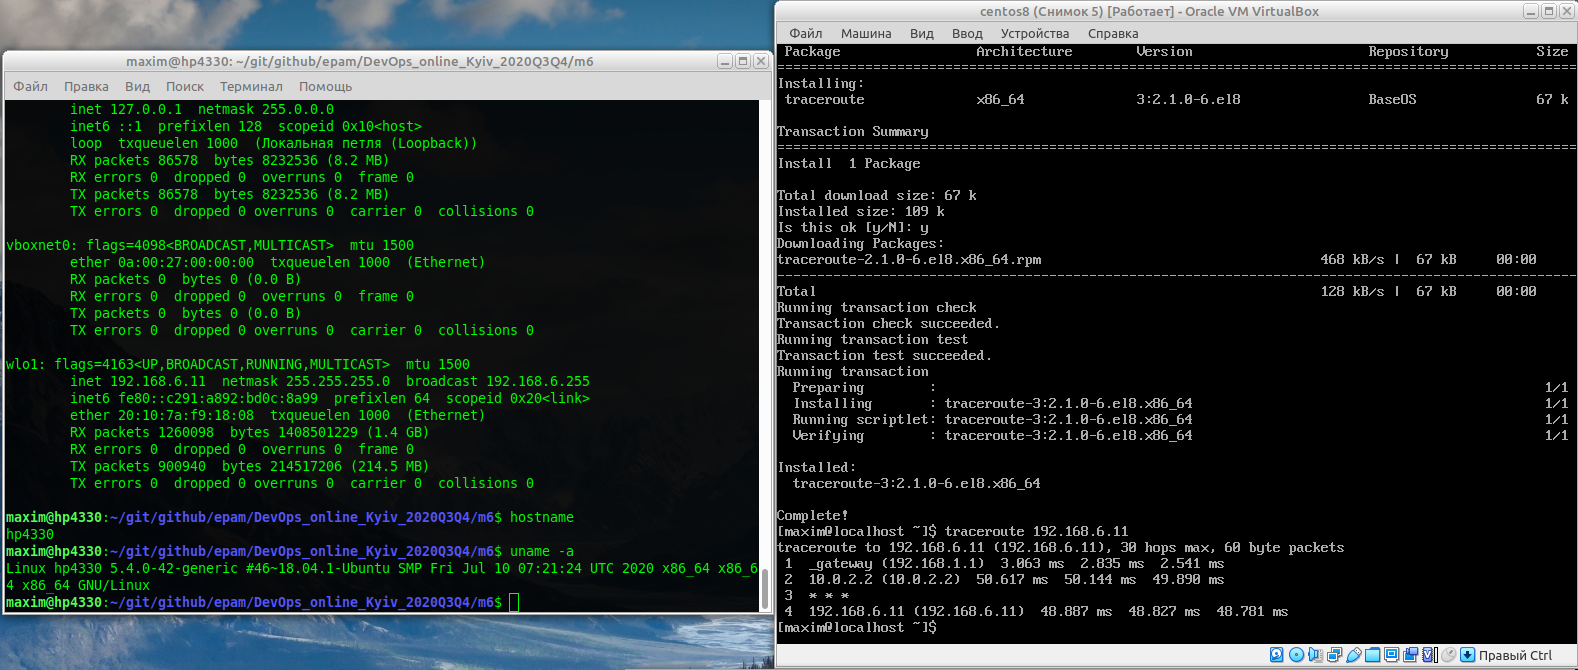 maxim@hp4330: ~/git/github/epam/DevOps_online_Kyiv_2020Q3Q4/m6
Файл Правка Вид Поиск Терминал Помощь
inet 127.0.0.1 netmask 255.0.0.0
inet6 ::1 prefixlen 128 scopeid 0x10<host>
loop txqueuelen 1000 (Локальная петля (Loopback))
RX packets 86578 bytes 8232536 (8.2 MB)
RX errors 0 dropped 0 overruns 0 frame 0
TX packets 86578 bytes 8232536 (8.2 MB)
TX errors 0 dropped 0 overruns 0 carrier 0 collisions 0
vboxnet0: flags=4098<BROADCAST,MULTICAST> mtu 1500
ether 0a:00:27:00:00:00 txqueuelen 1000 (Ethernet)
RX packets 0 bytes 0 (0.0 B)
RX errors 0 dropped 0 overruns 0 frame 0
TX packets 0 bytes 0 (0.0 B)
TX errors 0 dropped 0 overruns 0 carrier 0 collisions 0
wlo1: flags=4163<UP,BROADCAST,RUNNING,MULTICAST> mtu 1500
inet 192.168.6.11 netmask 255.255.255.0 broadcast 192.168.6.255
inet6 fe80::c291:a892:bd0c:8a99 prefixlen 64 scopeid 0x20<link>
ether 20:10:7a:f9:18:08 txqueuelen 1000 (Ethernet)
RX packets 1260098 bytes 1408501229 (1.4 GB)
RX errors 0 dropped 0 overruns 0 frame 0
TX packets 900940 bytes 214517206 (214.5 MB)
TX errors 0 dropped 0 overruns 0 carrier 0 collisions 0
maxim@hp4330:~/git/github/epam/DevOps_online_Kyiv_2020Q3Q4/m6$ hostname
hp4330
maxim@hp4330:~/git/github/epam/DevOps_online_Kyiv_2020Q3Q4/m6$ uname -a
Linux hp4330 5.4.0-42-generic #46~18.04.1-Ubuntu SMP Fri Jul 10 07:21:24 UTC 2020 x86_64 x86_6
4 x86_64 GNU/Linux
maxim@hp4330:~/git/github/epam/DevOps_online_Kyiv_2020Q3Q4/m6$
centos8 (Снимок 5) [Работает] - Oracle VM VirtualBox
Файл Машина Вид Ввод Устройства Справка
Package Architecture Version Repository Size
Installing:
traceroute x86_64 3:2.1.0-6.el8 BaseOS 67 k
Transaction Summary
Install 1 Package
Total download size: 67 k
Installed size: 109 k
Is this ok [y/N]: y
Downloading Packages:
traceroute-2.1.0-6.el8.x86_64.rpm 468 kB/s | 67 kB 00:00
Total 128 kB/s | 67 kB 00:00
Running transaction check
Transaction check succeeded.
Running transaction test
Transaction test succeeded.
Running transaction
Preparing : 1/1
Installing : traceroute-3:2.1.0-6.el8.x86_64 1/1
Running scriptlet: traceroute-3:2.1.0-6.el8.x86_64 1/1
Verifying : traceroute-3:2.1.0-6.el8.x86_64 1/1
Installed:
traceroute-3:2.1.0-6.el8.x86_64
Complete!
[maxim@localhost ~]$ traceroute 192.168.6.11
traceroute to 192.168.6.11 (192.168.6.11), 30 hops max, 60 byte packets
1 _gateway (192.168.1.1) 3.063 ms 2.835 ms 2.541 ms
2 10.0.2.2 (10.0.2.2) 50.617 ms 50.144 ms 49.890 ms
3 * * *
4 192.168.6.11 (192.168.6.11) 48.887 ms 48.827 ms 48.781 ms
[maxim@localhost ~]$
Правый Ctrl